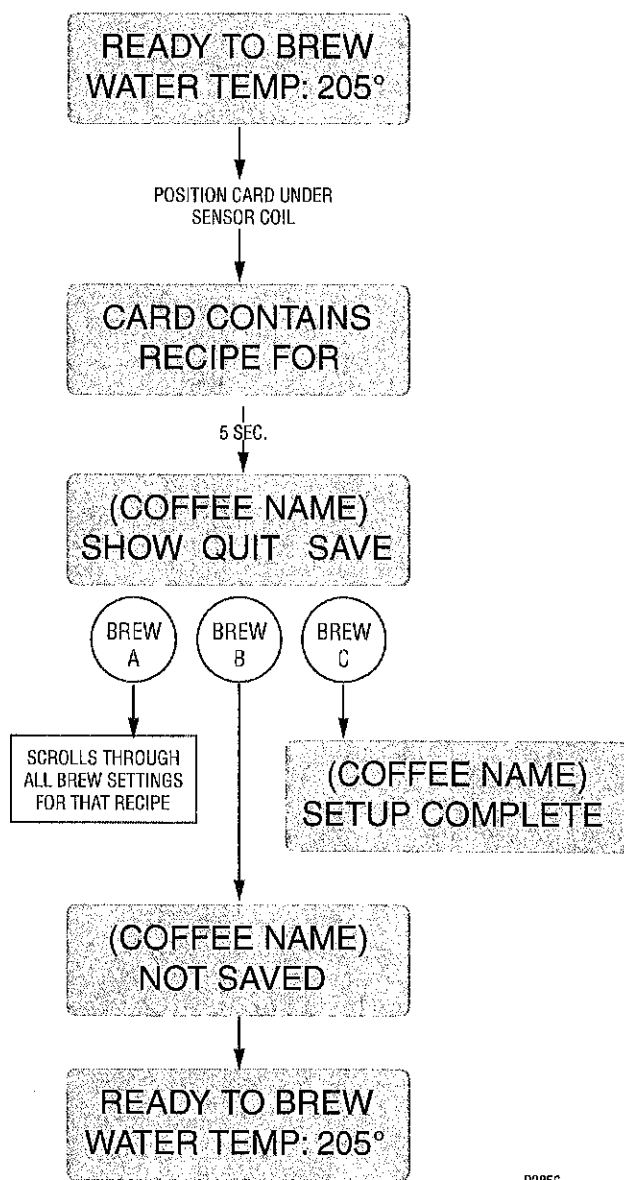 READY TO BREW
WATER TEMP: 205°
POSITION CARD UNDER
SENSOR COIL
CARD CONTAINS
RECIPE FOR
5 SEC.
(COFFEE NAME)
SHOW QUIT SAVE
BREW
A
BREW
B
BREW
C
SCROLLS THROUGH
ALL BREW SETTINGS
FOR THAT RECIPE
(COFFEE NAME)
SETUP COMPLETE
(COFFEE NAME)
NOT SAVED
READY TO BREW
WATER TEMP: 205°